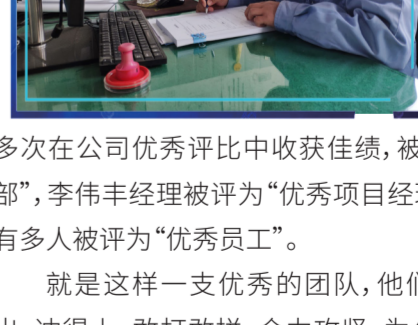 多次在公司优秀评比中收获佳绩，被
部”，李伟丰经理被评为“优秀项目经
有多人被评为“优秀员工”。
就是这样一支优秀的团队，他们